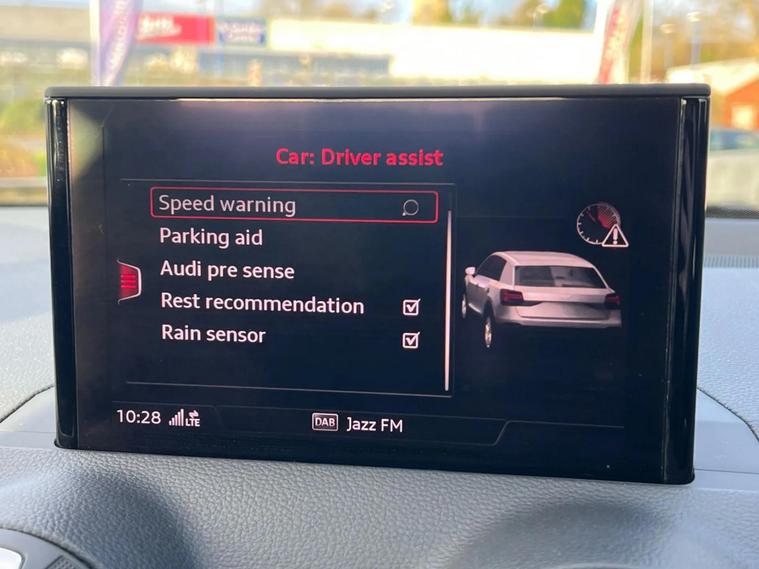 Car: Driver assist
Speed warning
Parking aid
Audi pre sense
Rest recommendation
Rain sensor
10:28 LTE DAB Jazz FM